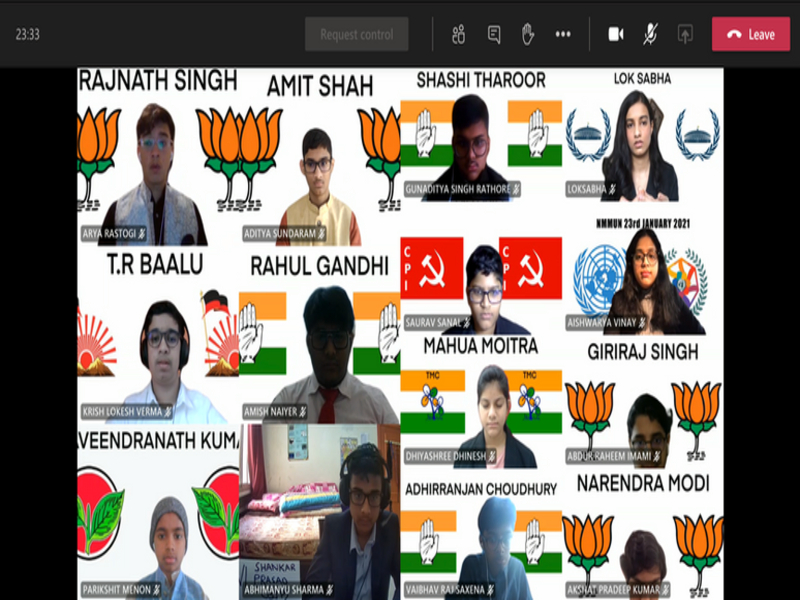 23:33
Request control
Leave
RAJNATH SINGH
AMIT SHAH
SHASHI THAROOR
LOK SABHA
ARYA RASTOGI
ADITYA SUNDARAM
GUNADITYA SINGH RATHORE
LOKSABHA
T.R BAALU
RAHUL GANDHI
CPI
CPI
NMMUN 23rd JANUARY 2021
SAURAV SANAL
AISHWARYA VINAY
KRISH LOKESH VERMA
AMISH NAIYER
MAHUA MOITRA
GIRIRAJ SINGH
TMC
TMC
DHIYASHREE DHINESH
ABDUR RAHEEM IMAMI
AVEENDRANATH KUMA
ADHIRRANJAN CHOUDHURY
NARENDRA MODI
SHANKAR
PRASAD
PARIKSHIT MENON
ABHIMANYU SHARMA
VAIBHAV RAJ SAXENA
AKSHAT PRADEEP KUMAR